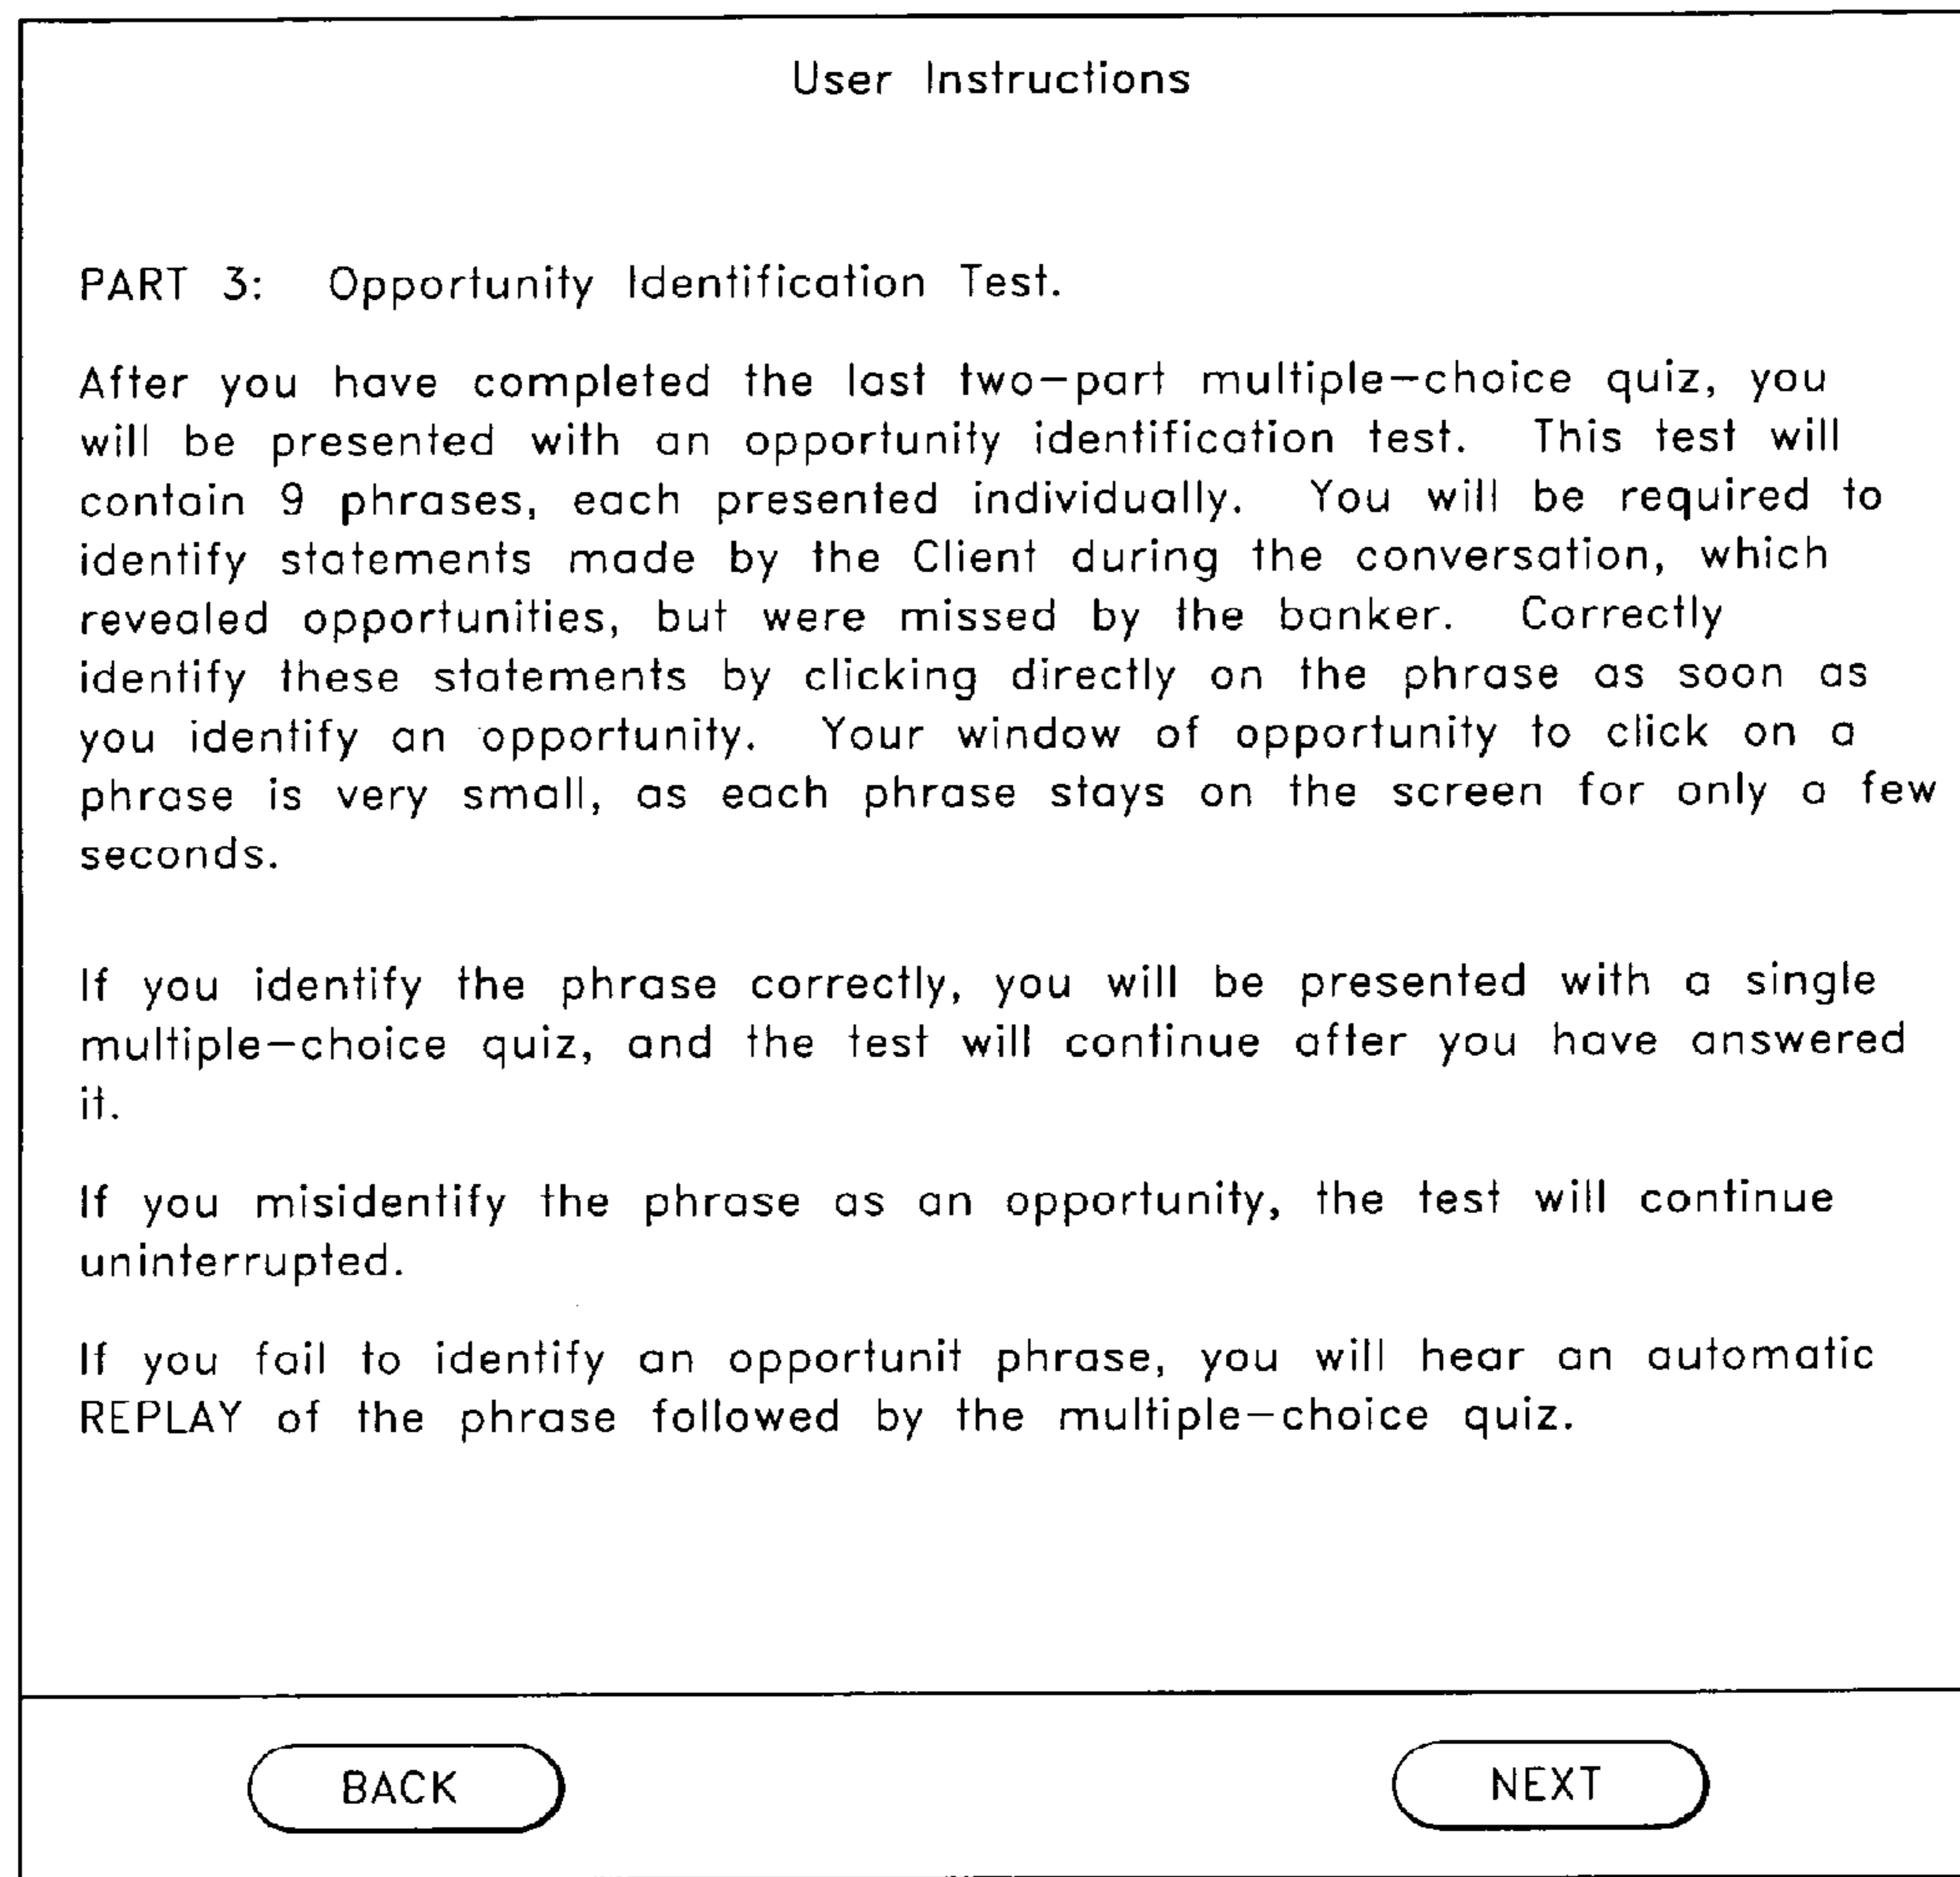 User Instructions
PART 3: Opportunity Identification Test.
After you have completed the last two-part multiple-choice quiz, you
will be presented with an opportunity identification test. This test will
contain 9 phrases, each presented individually. You will be required to
identify statements made by the Client during the conversation, which
revealed opportunities, but were missed by the banker. Correctly
identify these statements by clicking directly on the phrase as soon as
you identify an opportunity. Your window of opportunity to click on a
phrase is very small, as each phrase stays on the screen for only a few
seconds.
If you identify the phrase correctly, you will be presented with a single
multiple-choice quiz, and the test will continue after you have answered
it.
If you misidentify the phrase as an opportunity, the test will continue
uninterrupted.
If you fail to identify an opportunit phrase, you will hear an automatic
REPLAY of the phrase followed by the multiple-choice quiz.
BACK
NEXT